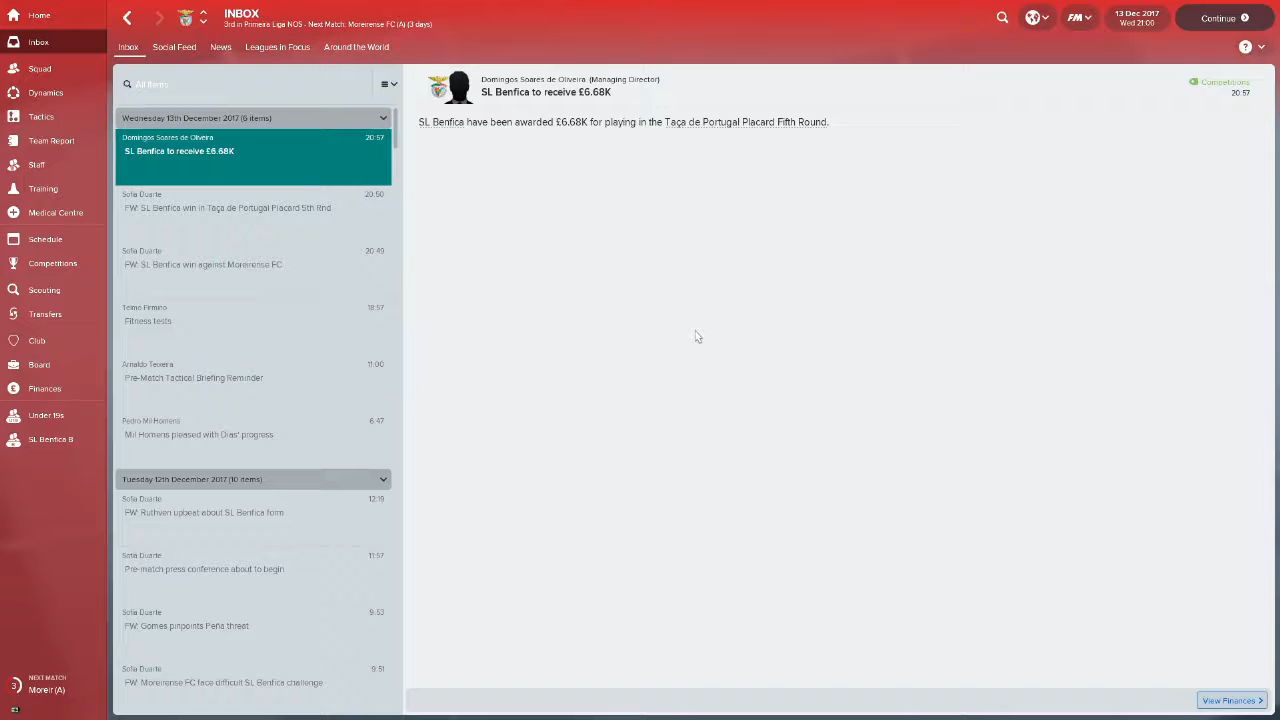 Home
Inbox
Squad
Dynamics
Tactics
Team Report
Staff
Training
Medical Centre
Schedule
Competitions
Scouting
Transfers
Club
Board
Finances
Under 19s
SL Benfica B
3
NEXT MATCH
Moreir (A)
INBOX
3rd in Primeira Liga NOS - Next Match: Moreirense FC (A) (3 days)
FM
13 Dec 2017
Wed 21:00
Continue
Inbox Social Feed News Leagues in Focus Around the World
?
All Items
Wednesday 13th December 2017 (6 items)
Domingos Soares de Oliveira 20:57
SL Benfica to receive £6.68K
Sofia Duarte 20:50
FW: SL Benfica win in Taça de Portugal Placard 5th Rnd
Sofia Duarte 20:49
FW: SL Benfica win against Moreirense FC
Telmo Firmino 18:57
Fitness tests
Arnaldo Teixeira 11:00
Pre-Match Tactical Briefing Reminder
Pedro Mil Homens 6:47
Mil Homens pleased with Dias' progress
Tuesday 12th December 2017 (10 items)
Sofia Duarte 12:19
FW: Ruthven upbeat about SL Benfica form
Sofia Duarte 11:57
Pre-match press conference about to begin
Sofia Duarte 9:53
FW: Gomes pinpoints Peña threat
Sofia Duarte 9:51
FW: Moreirense FC face difficult SL Benfica challenge
Domingos Soares de Oliveira (Managing Director)
SL Benfica to receive £6.68K
Competitions
20:57
SL Benfica have been awarded £6.68K for playing in the Taça de Portugal Placard Fifth Round.
View Finances